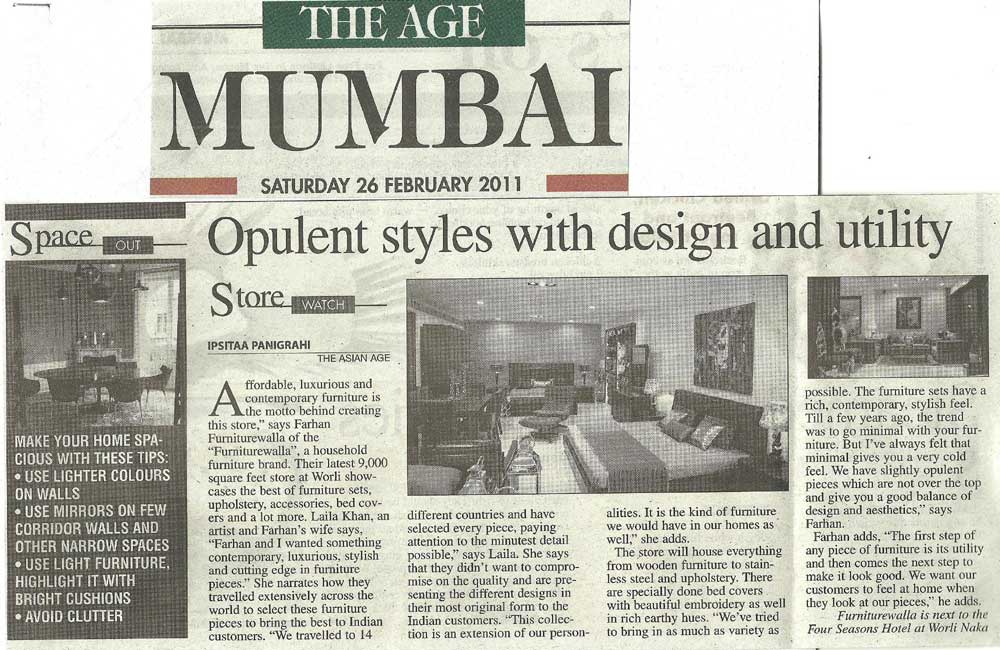 THE AGE
MUMBAI
SATURDAY 26 FEBRUARY 2011
Space OUT
MAKE YOUR HOME SPA-
CIOUS WITH THESE TIPS:
• USE LIGHTER COLOURS
ON WALLS
• USE MIRRORS ON FEW
CORRIDOR WALLS AND
OTHER NARROW SPACES
• USE LIGHT FURNITURE,
HIGHLIGHT IT WITH
BRIGHT CUSHIONS
• AVOID CLUTTER
Opulent styles with design and utility
Store WATCH
IPSITAA PANIGRAHI
THE ASIAN AGE
Affordable, luxurious and
contemporary furniture is
the motto behind creating
this store,” says Farhan
Furniturewalla of the
“Furniturewalla”, a household
furniture brand. Their latest 9,000
square feet store at Worli show-
cases the best of furniture sets,
upholstery, accessories, bed cov-
ers and a lot more. Laila Khan, an
artist and Farhan’s wife says,
“Farhan and I wanted something
contemporary, luxurious, stylish
and cutting edge in furniture
pieces.” She narrates how they
travelled extensively across the
world to select these furniture
pieces to bring the best to Indian
customers. “We travelled to 14
different countries and have
selected every piece, paying
attention to the minutest detail
possible,” says Laila. She says
that they didn’t want to compro-
mise on the quality and are pre-
senting the different designs in
their most original form to the
Indian customers. “This collec-
tion is an extension of our person-
alities. It is the kind of furniture
we would have in our homes as
well,” she adds.
The store will house everything
from wooden furniture to stain-
less steel and upholstery. There
are specially done bed covers
with beautiful embroidery as well
in rich earthy hues. “We’ve tried
to bring in as much as variety as
possible. The furniture sets have a
rich, contemporary, stylish feel.
Till a few years ago, the trend
was to go minimal with your fur-
niture. But I’ve always felt that
minimal gives you a very cold
feel. We have slightly opulent
pieces which are not over the top
and give you a good balance of
design and aesthetics,” says
Farhan.
Farhan adds, “The first step of
any piece of furniture is its utility
and then comes the next step to
make it look good. We want our
customers to feel at home when
they look at our pieces,” he adds.
Furniturewalla is next to the
Four Seasons Hotel at Worli Naka